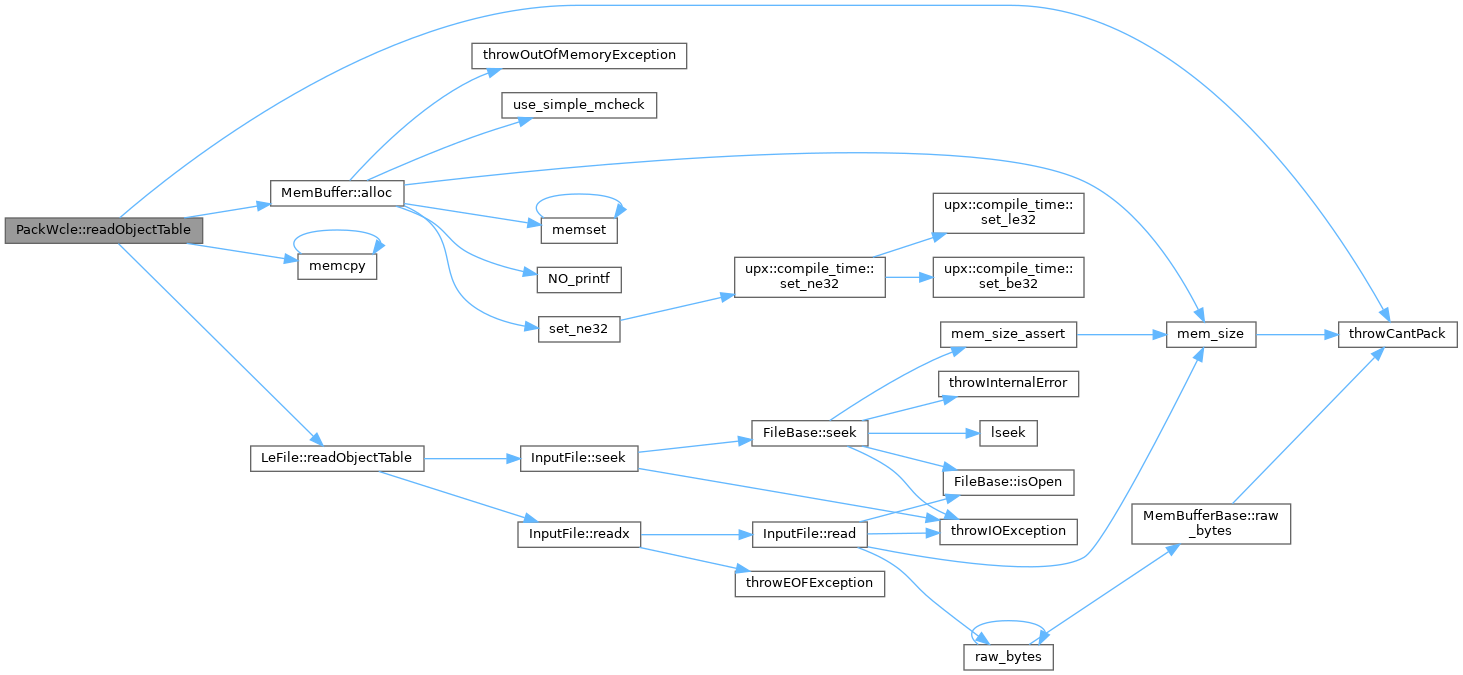 throwOutOfMemoryException
use_simple_mcheck
MemBuffer::alloc
upx::compile_time::
set_le32
PackWcle::readObjectTable
memset
memcpy
upx::compile_time::
set_ne32
upx::compile_time::
set_be32
NO_printf
set_ne32
mem_size_assert
mem_size
throwCantPack
throwInternalError
FileBase::seek
lseek
LeFile::readObjectTable
InputFile::seek
FileBase::isOpen
MemBufferBase::raw
_bytes
InputFile::readx
InputFile::read
throwIOException
throwEOFException
raw_bytes